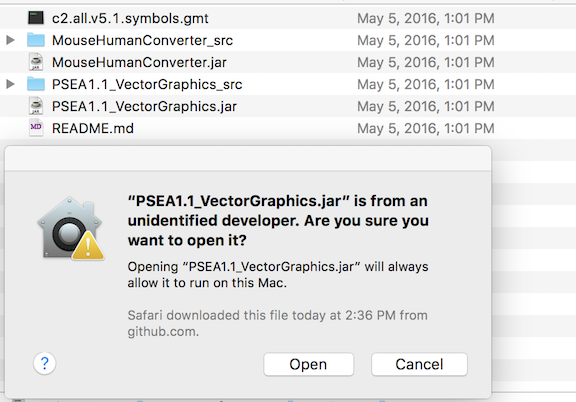 c2.all.v5.1.symbols.gmt May 5, 2016, 1:01 PM
MouseHumanConverter_src May 5, 2016, 1:01 PM
MouseHumanConverter.jar May 5, 2016, 1:01 PM
PSEA1.1_VectorGraphics_src May 5, 2016, 1:01 PM
PSEA1.1_VectorGraphics.jar May 5, 2016, 1:01 PM
README.md May 5, 2016, 1:01 PM
“PSEA1.1_VectorGraphics.jar” is from an
unidentified developer. Are you sure you
want to open it?
Opening “PSEA1.1_VectorGraphics.jar” will always
allow it to run on this Mac.
Safari downloaded this file today at 2:36 PM from
github.com.
? Open Cancel